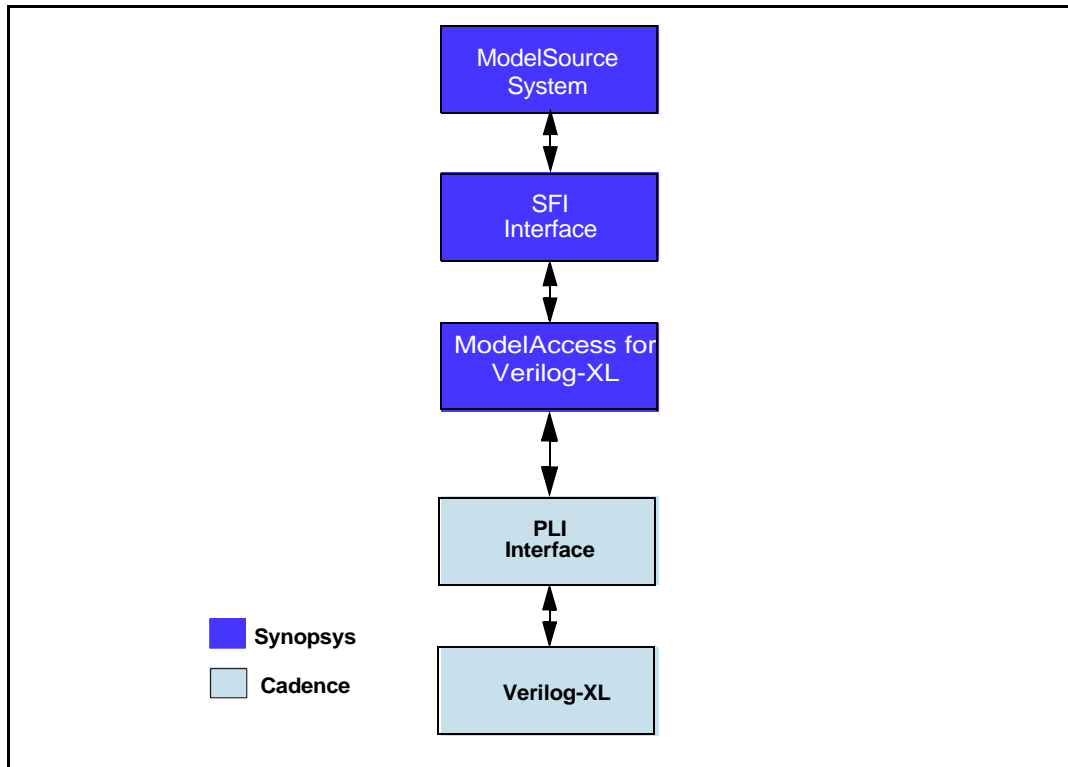 ModelSource
System
SFI
Interface
ModelAccess for
Verilog-XL
PLI
Interface
Synopsys
Cadence
Verilog-XL